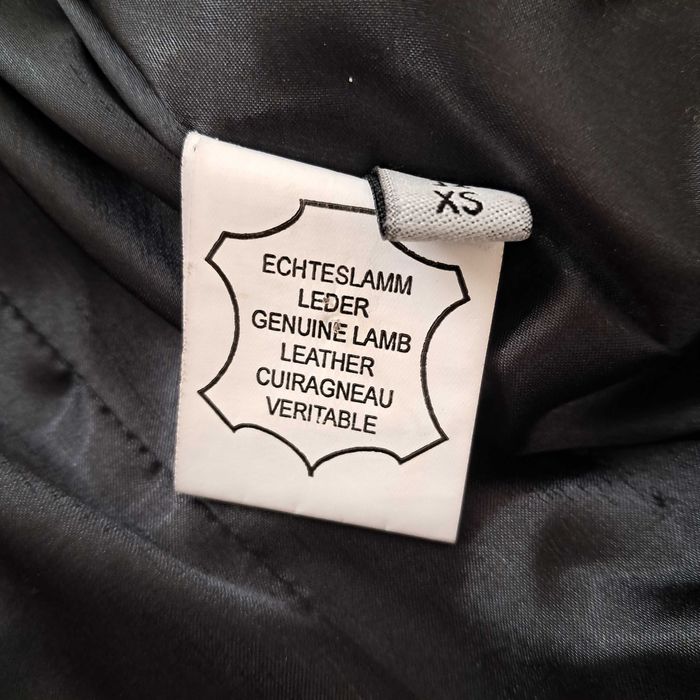 XS
ECHTESLAMM
LEDER
GENUINE LAMB
LEATHER
CUIRAGNEAU
VERITABLE